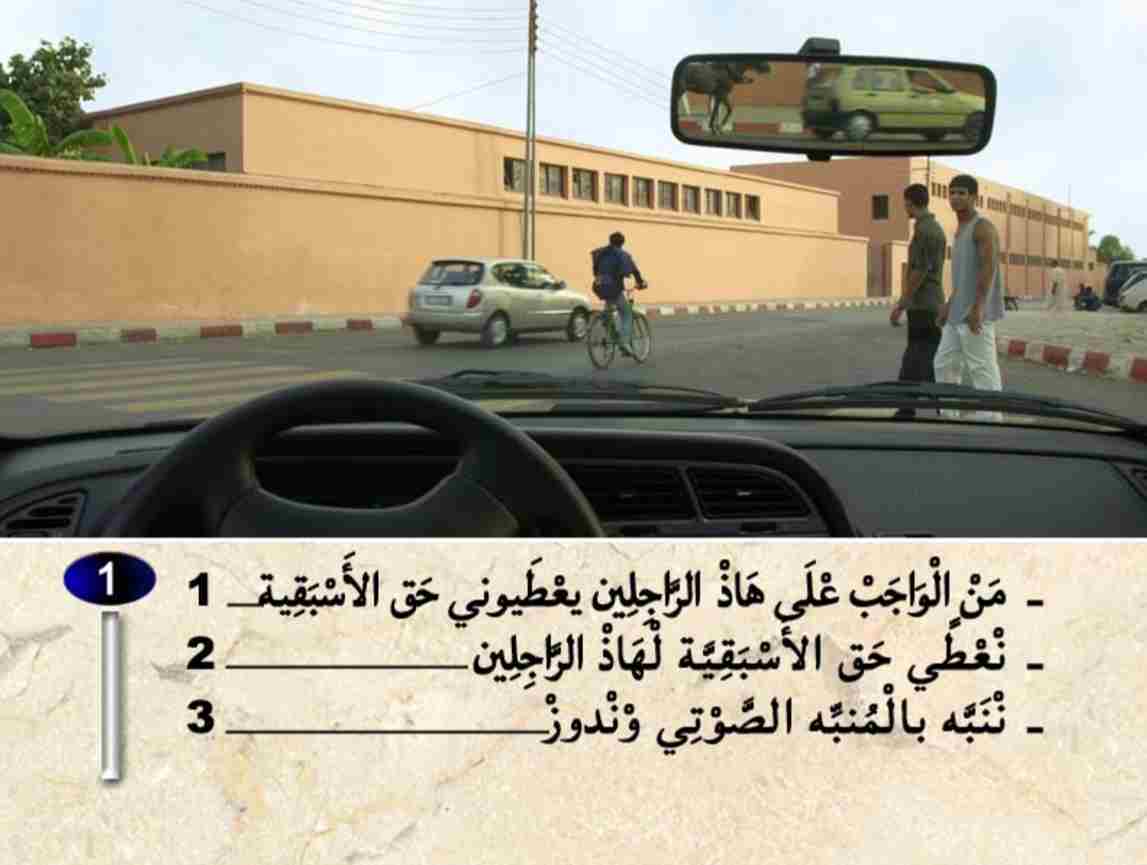 1
- مَنْ الْوَاجَبْ عْلَى هَاذْ الرَّاجِلِين يعْطَيوني حَق الأَسْبَقِية 1
- نْعْطي حَق الأَسْبَقِيَّة لْهَاذْ الرَّاجِلِين 2
- نْنَبَّه بالْمُنبِّه الصَّوْتِي وْنْدوزْ 3